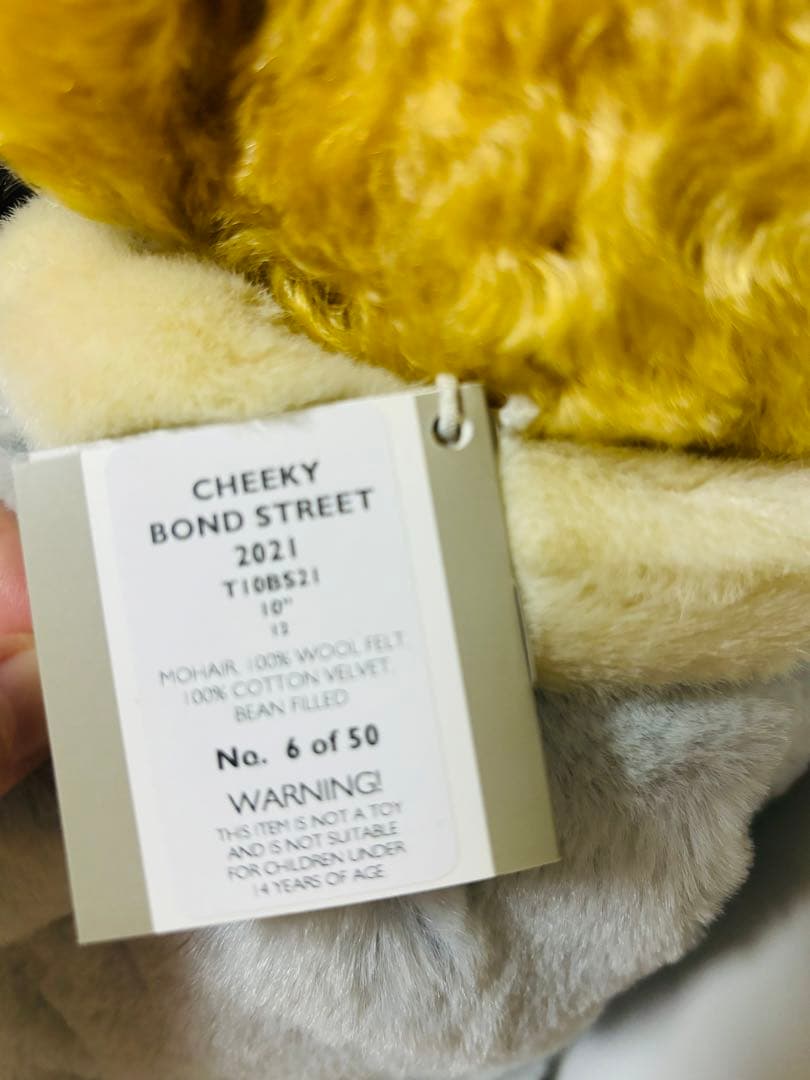 CHEEKY
BOND STREET
2021
T10BS21
10"
12
MOHAIR, 100% WOOL FELT,
100% COTTON VELVET,
BEAN FILLED
No. 6 of 50
WARNING!
THIS ITEM IS NOT A TOY
AND IS NOT SUITABLE
FOR CHILDREN UNDER
14 YEARS OF AGE